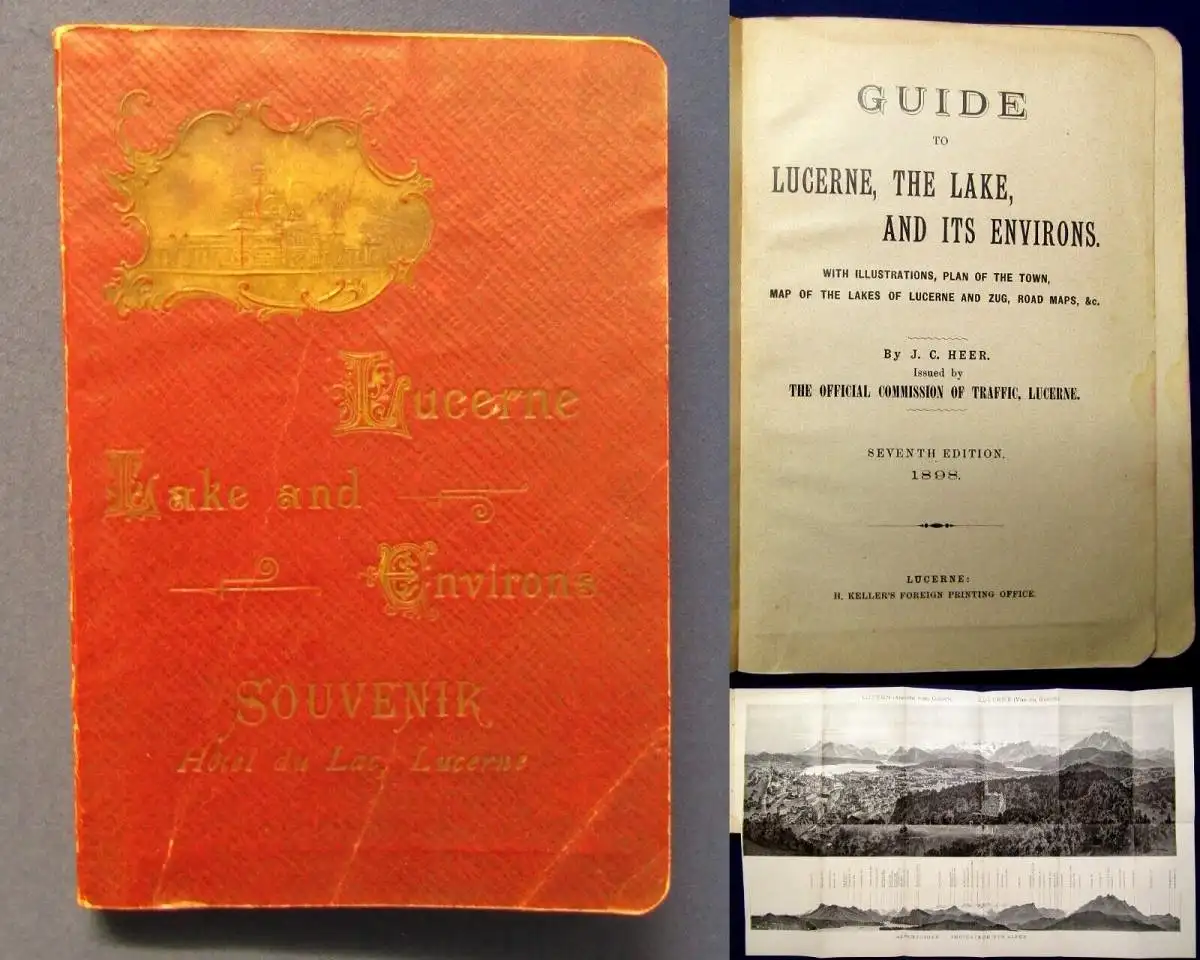 Lucerne
Lake and
Environs
SOUVENIR
Hôtel du Lac, Lucerne
GUIDE
TO
LUCERNE, THE LAKE,
AND ITS ENVIRONS.
WITH ILLUSTRATIONS, PLAN OF THE TOWN,
MAP OF THE LAKES OF LUCERNE AND ZUG, ROAD MAPS, &c.
By J. C. HEER.
Issued by
THE OFFICIAL COMMISSION OF TRAFFIC, LUCERNE.
SEVENTH EDITION.
1898.
LUCERNE:
H. KELLER'S FOREIGN PRINTING OFFICE.